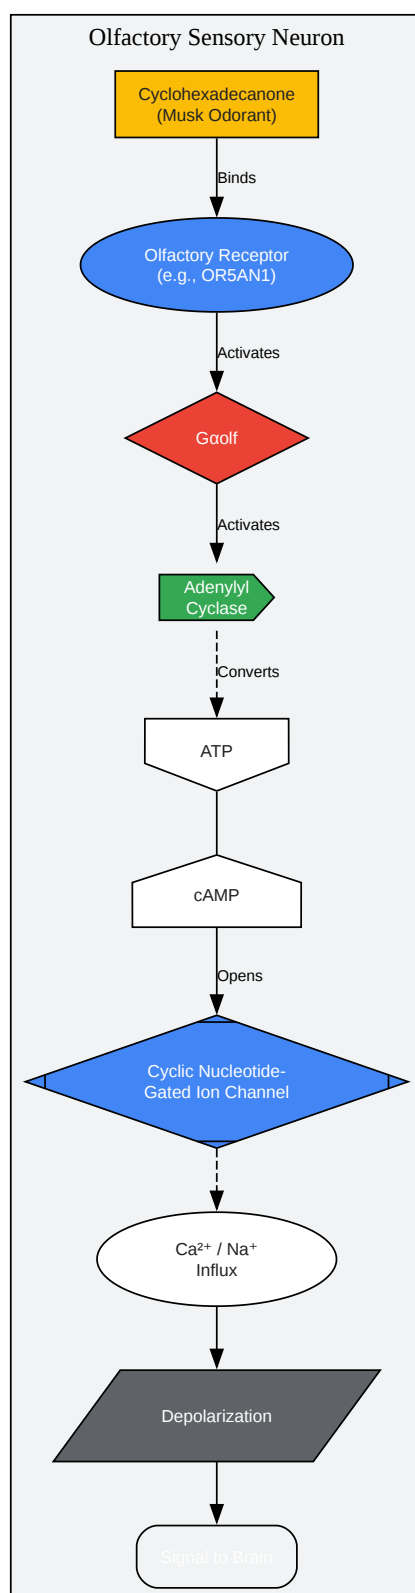 Olfactory Sensory Neuron
Cyclohexadecanone
(Musk Odorant)
Binds
Olfactory Receptor
(e.g., OR5AN1)
Activates
Gαolf
Activates
Adenylyl
Cyclase
Converts
ATP
cAMP
Opens
Cyclic Nucleotide-
Gated Ion Channel
Ca²⁺ / Na⁺
Influx
Depolarization
Signal to Brain